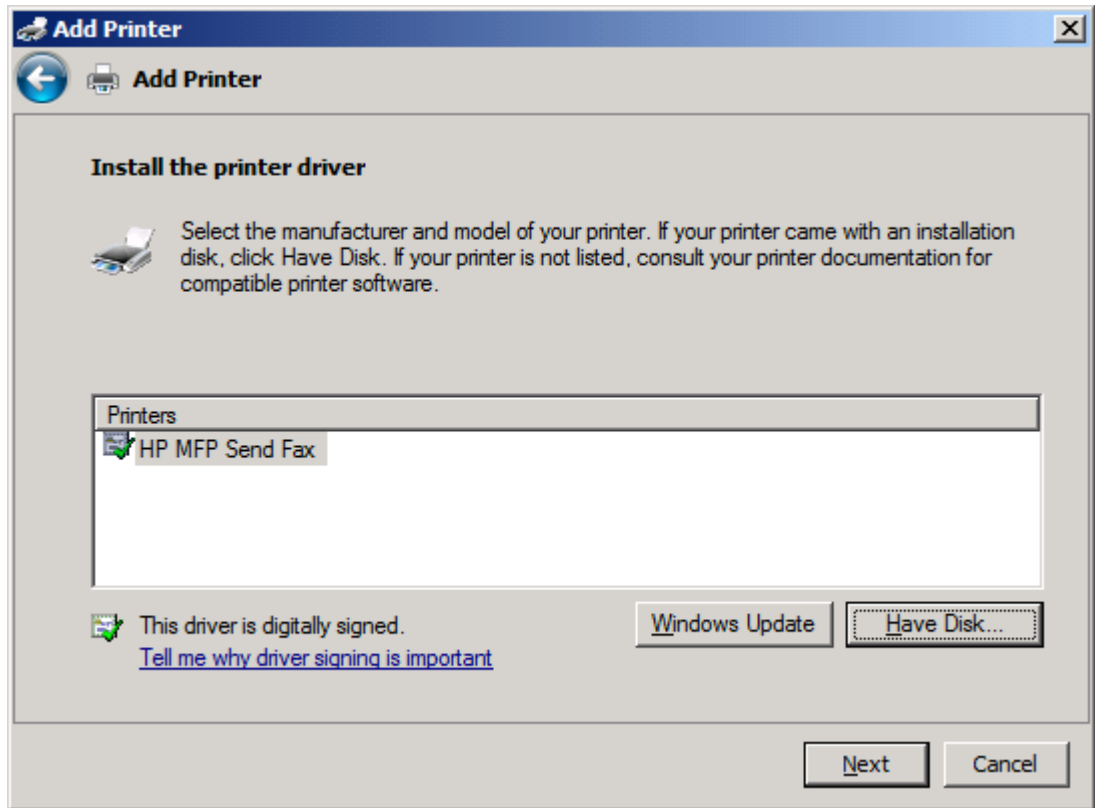 Add Printer
Add Printer
Install the printer driver
Select the manufacturer and model of your printer. If your printer came with an installation
disk, click Have Disk. If your printer is not listed, consult your printer documentation for
compatible printer software.
Printers
HP MFP Send Fax
This driver is digitally signed.
Tell me why driver signing is important
Windows Update
Have Disk...
Next
Cancel